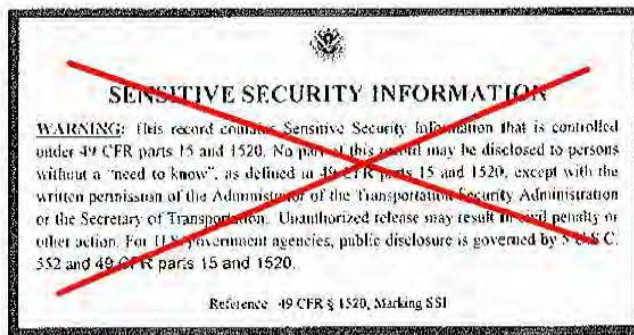 SENSITIVE SECURITY INFORMATION
WARNING: This record contains Sensitive Security Information that is controlled
under 49 CFR parts 15 and 1520. No part of this record may be disclosed to persons
without a "need to know", as defined in 49 CFR parts 15 and 1520, except with the
written permission of the Administrator of the Transportation Security Administration
or the Secretary of Transportation. Unauthorized release may result in civil penalty or
other action. For U.S. government agencies, public disclosure is governed by 5 U.S.C.
552 and 49 CFR parts 15 and 1520.
Reference 49 CFR § 1520, Marking SSI